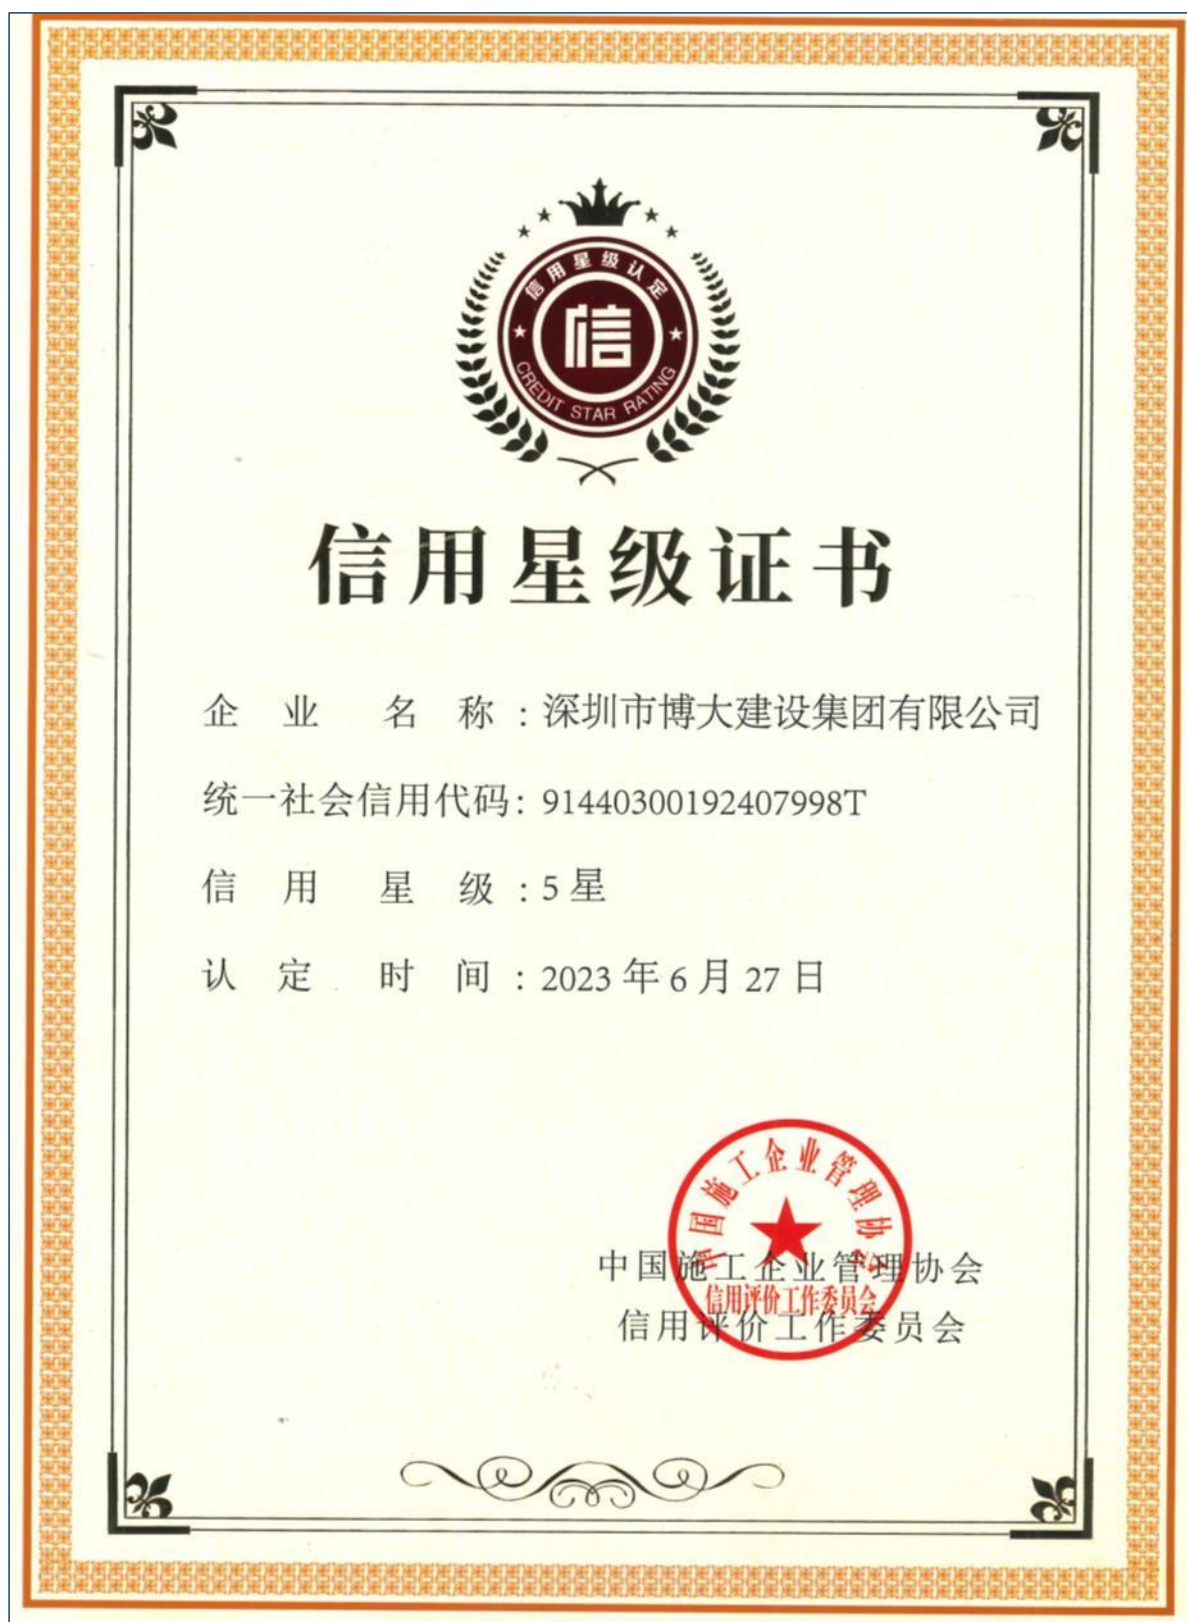 信用星级认定
信
CREDIT STAR RATING
信用星级证书
企业名称：深圳市博大建设集团有限公司
统一社会信用代码：91440300192407998T
信用星级：5星
认定时间：2023年6月27日
中国施工企业管理协会
信用评价工作委员会
中国施工企业管理协会
信用评价工作委员会